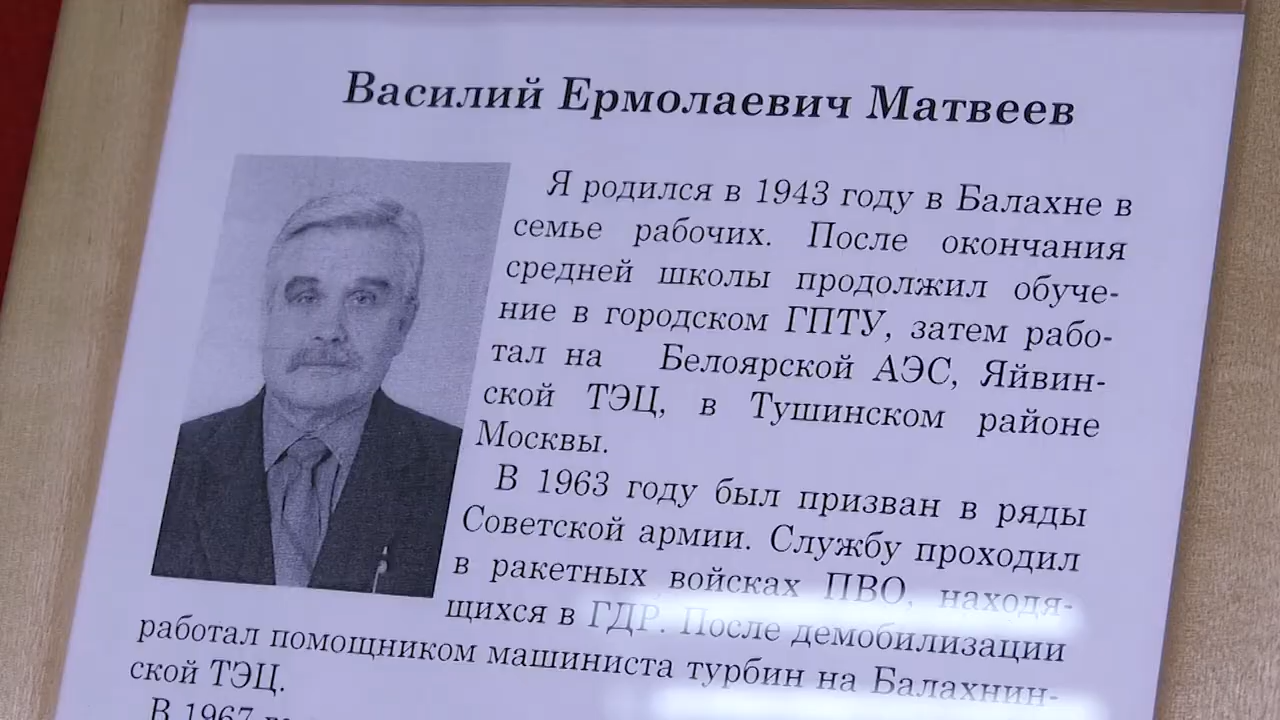 Василий Ермолаевич Матвеев
Я родился в 1943 году в Балахне в
семье рабочих. После окончания
средней школы продолжил обуче-
ние в городском ГПТУ, затем рабо-
тал на Белоярской АЭС, Яйвин-
ской ТЭЦ, в Тушинском районе
Москвы.
В 1963 году был призван в ряды
Советской армии. Службу проходил
в ракетных войсках ПВО, находя-
щихся в ГДР. После демобилизации
работал помощником машиниста турбин на Балахнин-
ской ТЭЦ.
В 1967